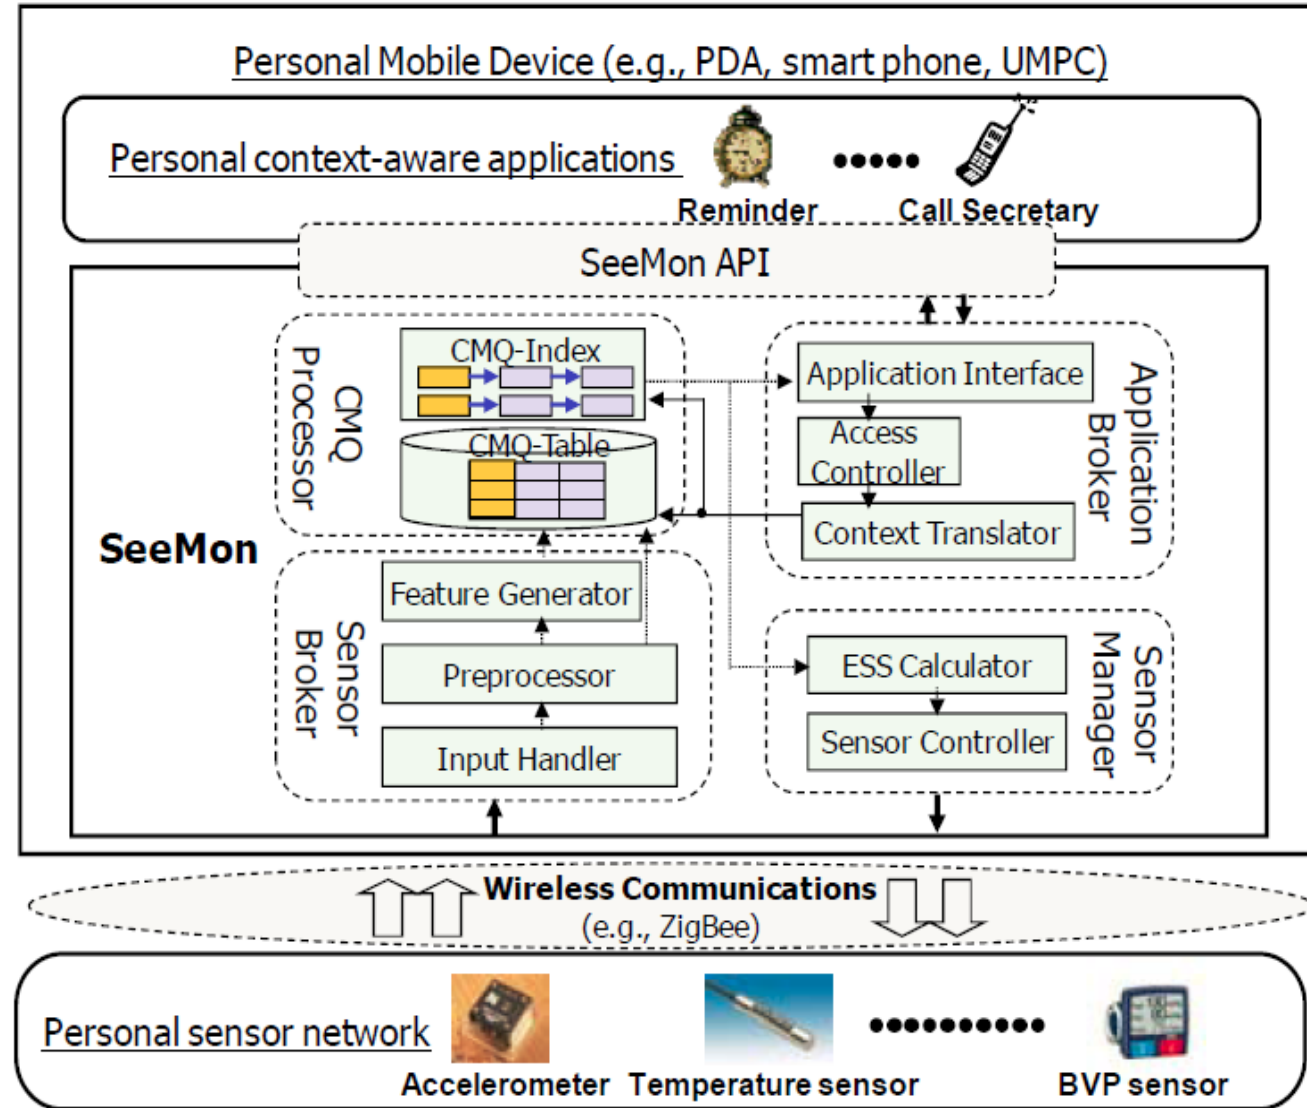 Personal Mobile Device (e.g., PDA, smart phone, UMPC)
Personal context-aware applications
Reminder
Call Secretary
SeeMon API
SeeMon
CMQ
Processor
CMQ-Index
CMQ-Table
Application
Broker
Application Interface
Access
Controller
Context Translator
Sensor
Broker
Feature Generator
Preprocessor
Input Handler
Sensor
Manager
ESS Calculator
Sensor Controller
Wireless Communications
(e.g., ZigBee)
Personal sensor network
Accelerometer
Temperature sensor
BVP sensor